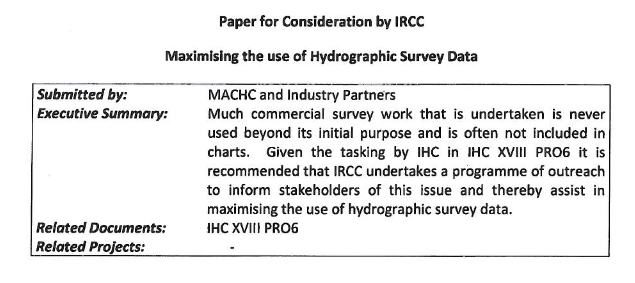 Paper for Consideration by IRCC
Maximising the use of Hydrographic Survey Data
Submitted by: MACHC and Industry Partners
Executive Summary: Much commercial survey work that is undertaken is never
used beyond its initial purpose and is often not included in
charts. Given the tasking by IHC in IHC XVIII PRO6 it is
recommended that IRCC undertakes a programme of outreach
to inform stakeholders of this issue and thereby assist in
maximising the use of hydrographic survey data.
Related Documents: IHC XVIII PRO6
Related Projects: -